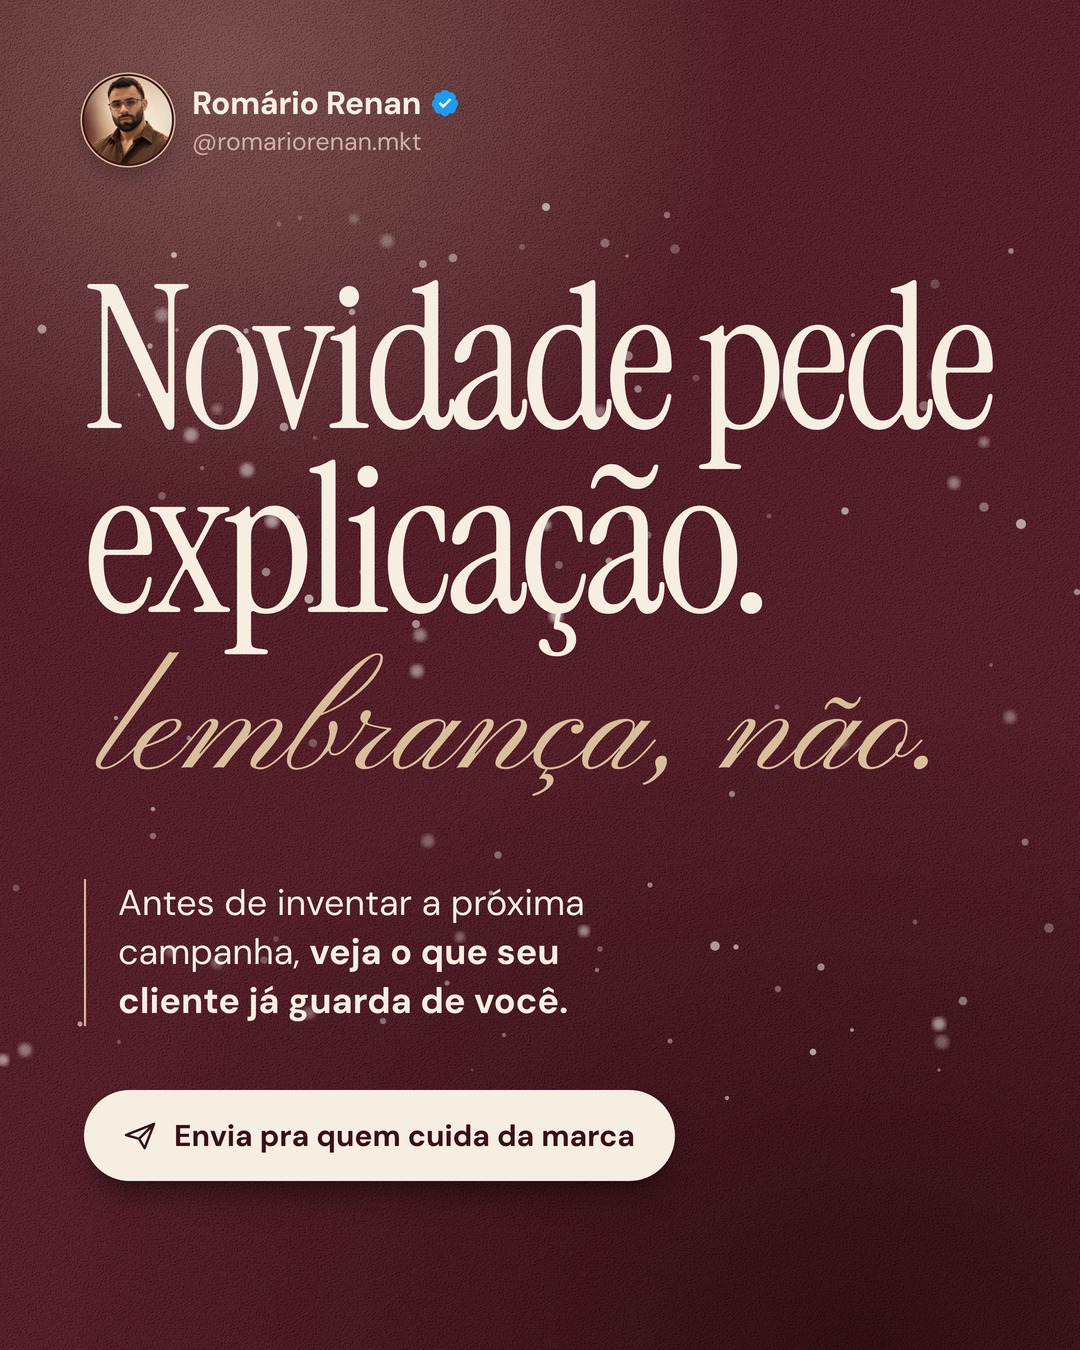 Romário Renan
@romariorenan.mkt
Novidade pede
explicação.
lembrança, não.
Antes de inventar a próxima
campanha, veja o que seu
cliente já guarda de você.
Envia pra quem cuida da marca